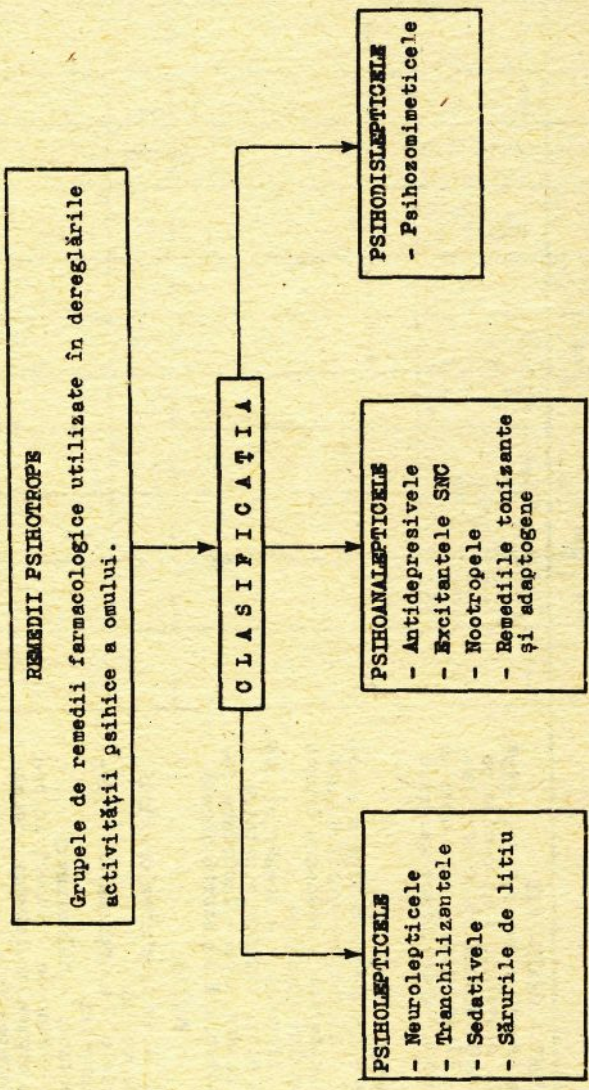 REMEDII PSIHOTROPE
Grupele de remedii farmacologice utilizate în dereglările
activității psihice a omului.
C L A S I F I C A Ț I A
PSIHOLEPTICELE
- Neurolepticele
- Tranchilizantele
- Sedativele
- Sărurile de litiu
PSIHOANALEPTICELE
- Antidepresivele
- Excitantele SNC
- Nootropele
- Remediile tonizante
și adaptogene
PSIHODISLEPTICELE
- Psihozomimeticele